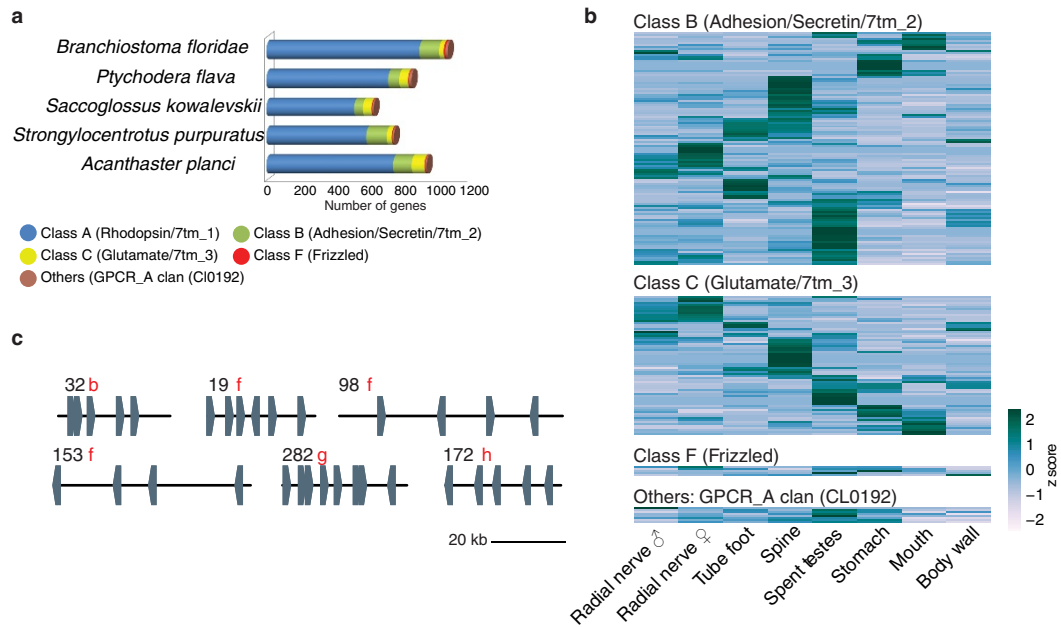 a
Branchiostoma floridae
Ptychodera flava
Saccoglossus kowalevskii
Strongylocentrotus purpuratus
Acanthaster planci
0 200 400 600 800 1000 1200
Number of genes
Class A (Rhodopsin/7tm_1)
Class B (Adhesion/Secretin/7tm_2)
Class C (Glutamate/7tm_3)
Class F (Frizzled)
Others (GPCR_A clan (Cl0192)
b
Class B (Adhesion/Secretin/7tm_2)
Class C (Glutamate/7tm_3)
Class F (Frizzled)
Others: GPCR_A clan (CL0192)
Radial nerve ♂
Radial nerve ♀
Tube foot
Spine
Spent testes
Stomach
Mouth
Body wall
2
1
0
−1
−2
z score
c
32 b
19 f
98 f
153 f
282 g
172 h
20 kb